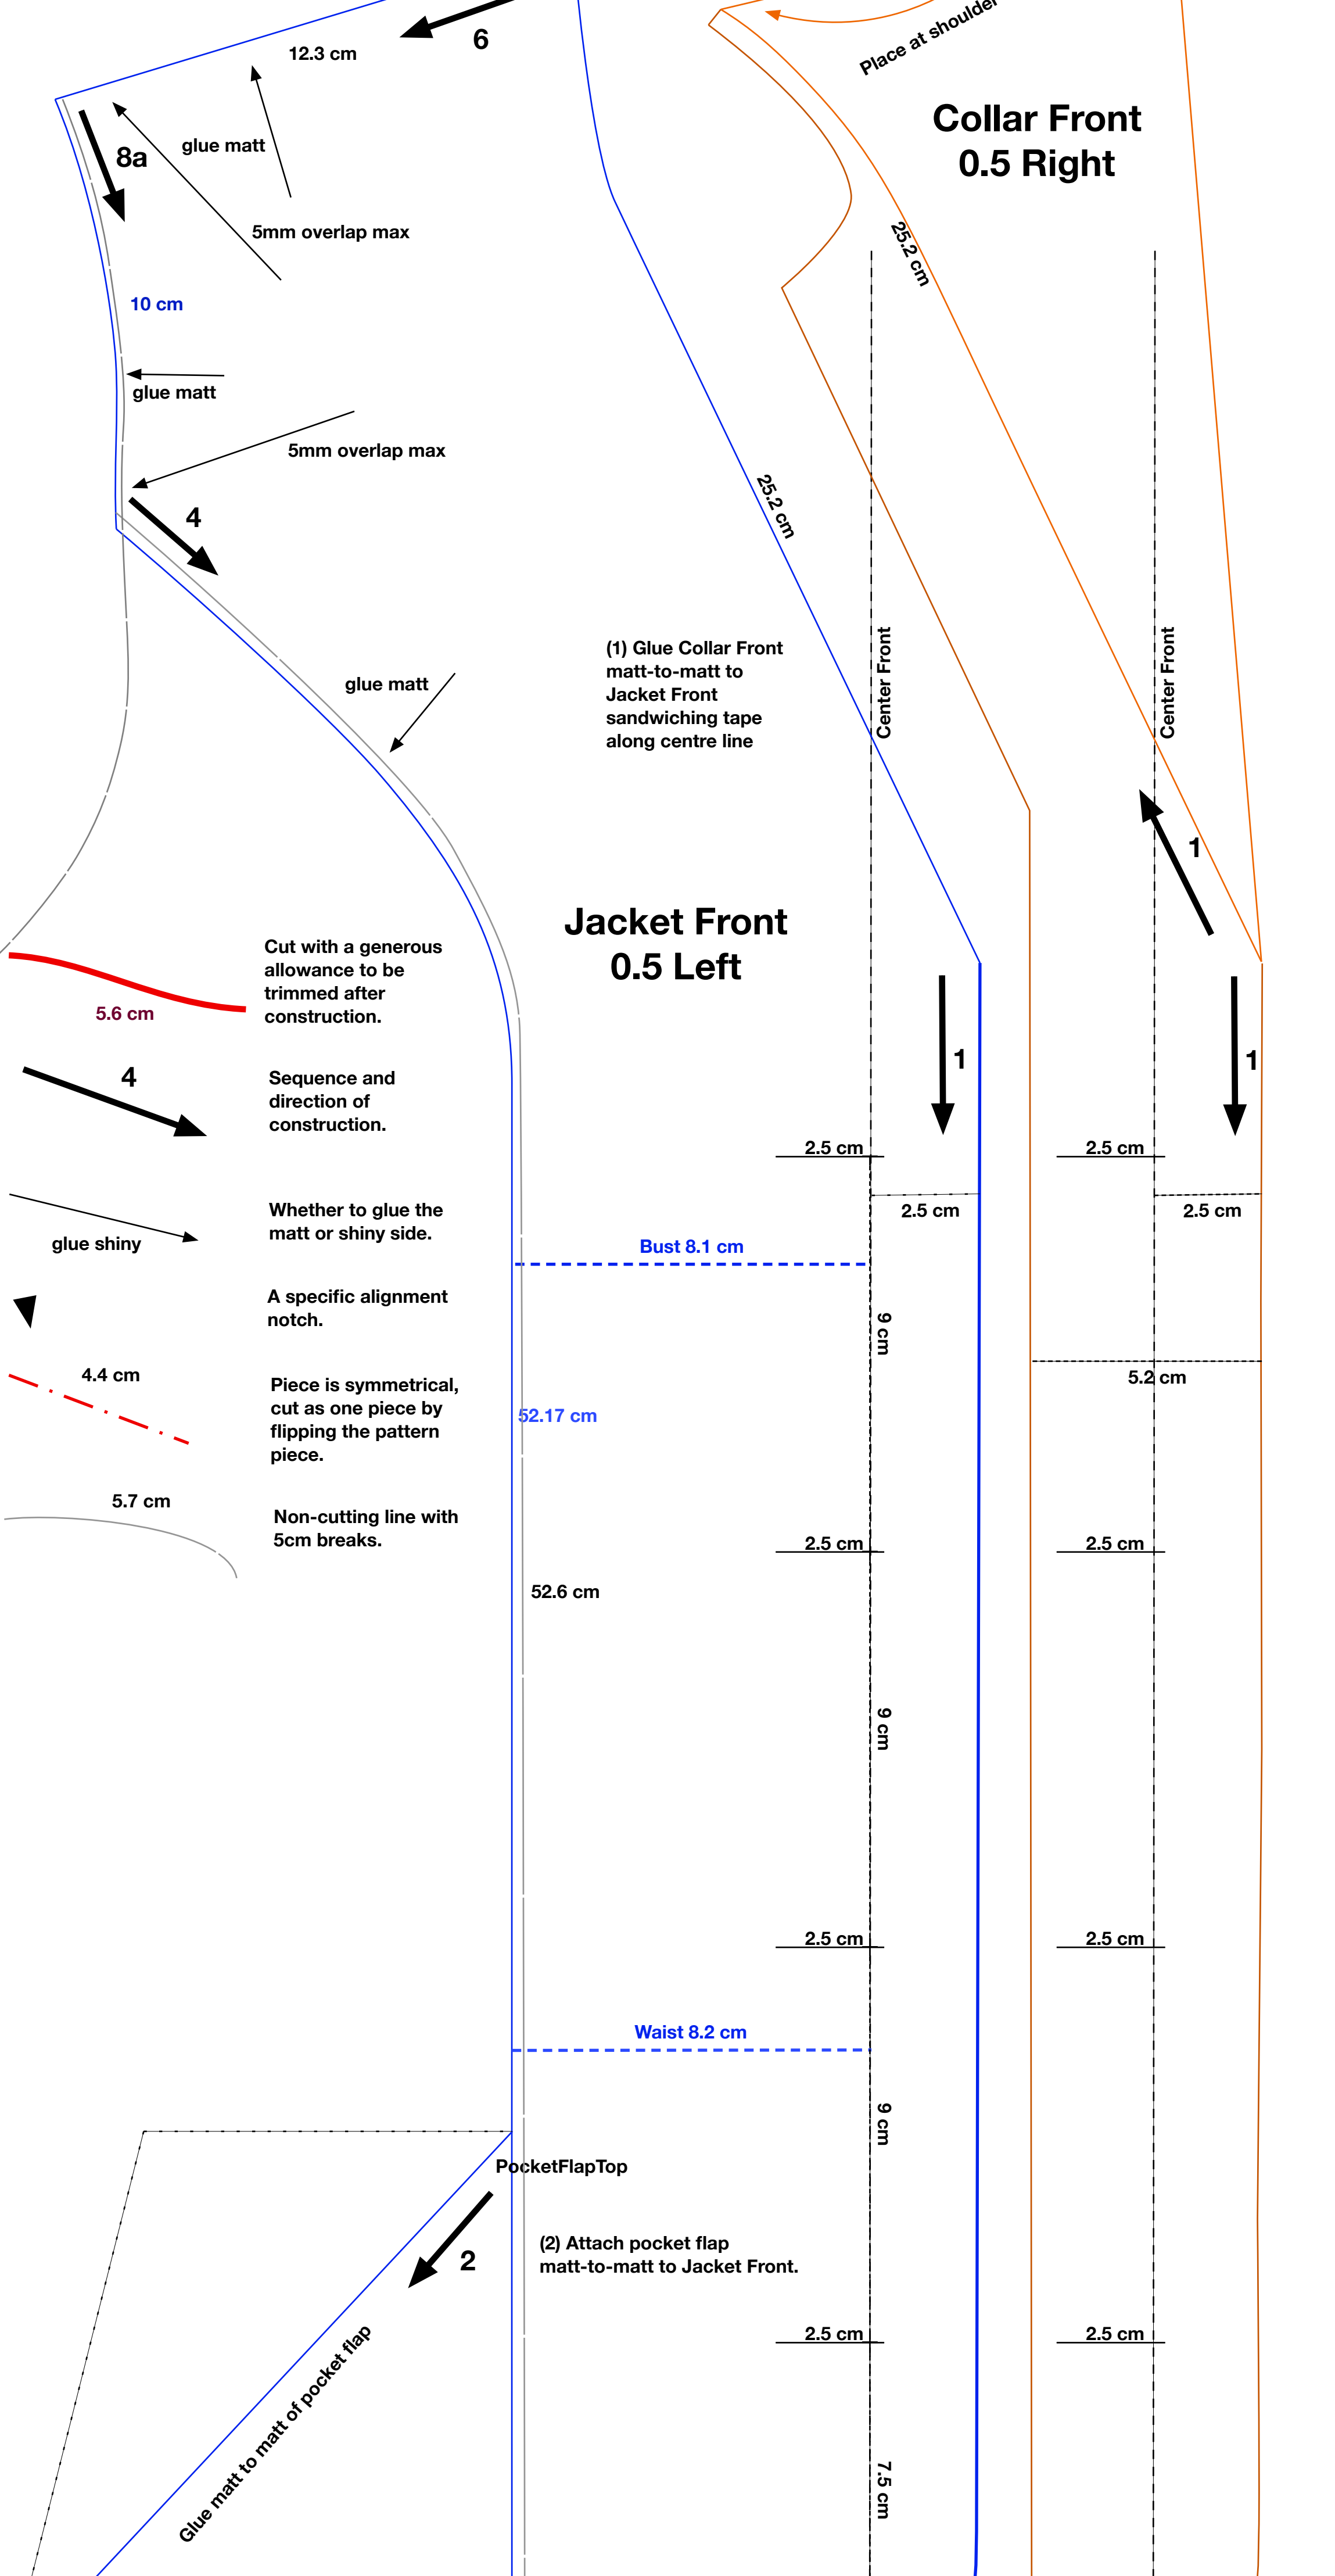 6
12.3 cm
Place at shoulder
Collar Front
0.5 Right
8a
glue matt
5mm overlap max
25.2 cm
10 cm
glue matt
5mm overlap max
4
25.2 cm
(1) Glue Collar Front
matt-to-matt to
Jacket Front
sandwiching tape
along centre line
Center Front
Center Front
glue matt
1
Jacket Front
0.5 Left
Cut with a generous
allowance to be
trimmed after
construction.
5.6 cm
1
1
4
Sequence and
direction of
construction.
2.5 cm
2.5 cm
2.5 cm
2.5 cm
Whether to glue the
matt or shiny side.
glue shiny
Bust 8.1 cm
A specific alignment
notch.
9 cm
4.4 cm
5.2 cm
Piece is symmetrical,
cut as one piece by
flipping the pattern
piece.
52.17 cm
5.7 cm
Non-cutting line with
5cm breaks.
2.5 cm
2.5 cm
52.6 cm
9 cm
2.5 cm
2.5 cm
Waist 8.2 cm
9 cm
PocketFlapTop
2
(2) Attach pocket flap
matt-to-matt to Jacket Front.
2.5 cm
2.5 cm
Glue matt to matt of pocket flap
7.5 cm